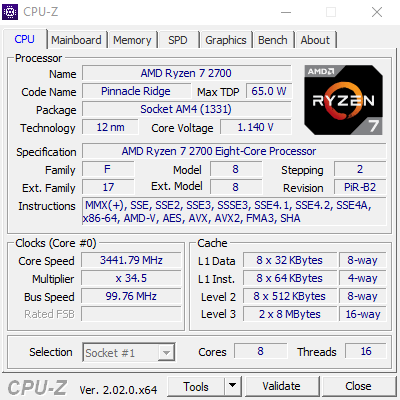 CPU-Z
CPU Mainboard Memory SPD Graphics Bench About
Processor
Name AMD Ryzen 7 2700
Code Name Pinnacle Ridge Max TDP 65.0 W
Package Socket AM4 (1331)
Technology 12 nm Core Voltage 1.140 V
AMD
RYZEN
7
Specification AMD Ryzen 7 2700 Eight-Core Processor
Family F Model 8 Stepping 2
Ext. Family 17 Ext. Model 8 Revision PiR-B2
Instructions MMX(+), SSE, SSE2, SSE3, SSSE3, SSE4.1, SSE4.2, SSE4A,
x86-64, AMD-V, AES, AVX, AVX2, FMA3, SHA
Clocks (Core #0)
Core Speed 3441.79 MHz
Multiplier x 34.5
Bus Speed 99.76 MHz
Rated FSB
Cache
L1 Data 8 x 32 KBytes 8-way
L1 Inst. 8 x 64 KBytes 4-way
Level 2 8 x 512 KBytes 8-way
Level 3 2 x 8 MBytes 16-way
Selection Socket #1 Cores 8 Threads 16
CPU-Z Ver. 2.02.0.x64 Tools Validate Close